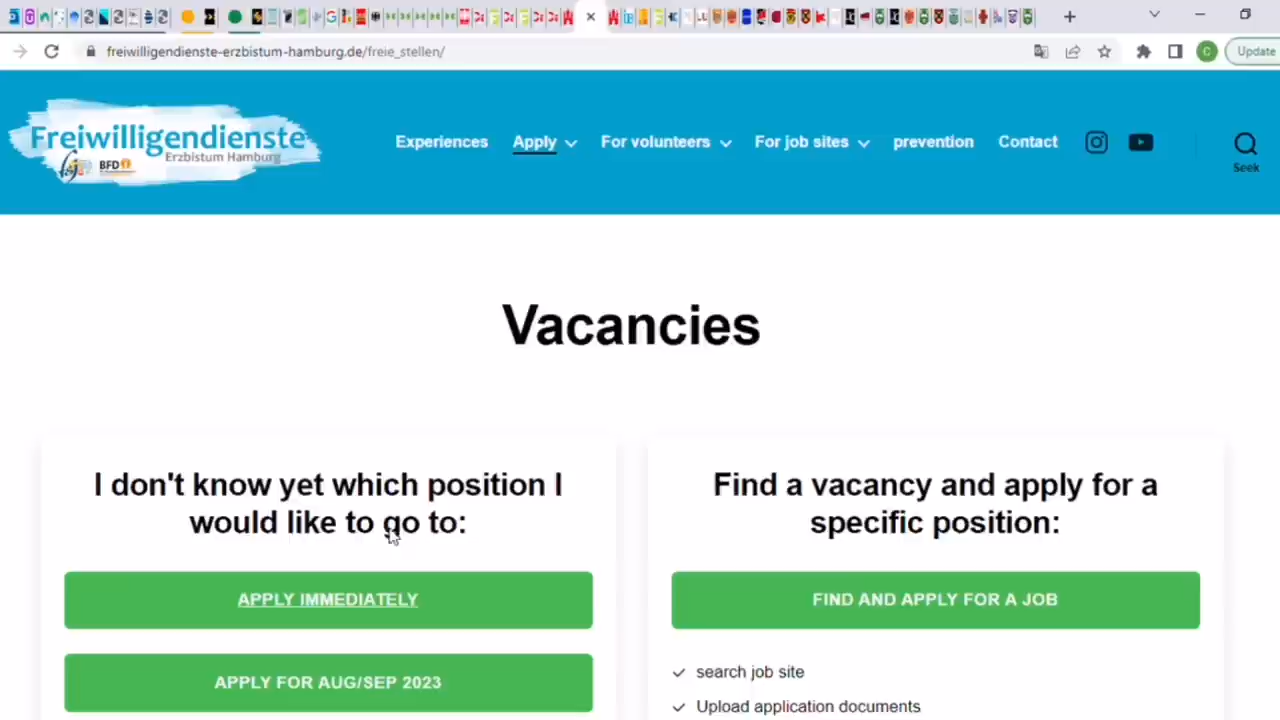 freiwilligendienste-erzbistum-hamburg.de/freie_stellen/
Update
Freiwilligendienste
Erzbistum Hamburg
fsj
BFD
Experiences
Apply
For volunteers
For job sites
prevention
Contact
Seek
Vacancies
I don't know yet which position I
would like to go to:
APPLY IMMEDIATELY
APPLY FOR AUG/SEP 2023
Find a vacancy and apply for a
specific position:
FIND AND APPLY FOR A JOB
search job site
Upload application documents